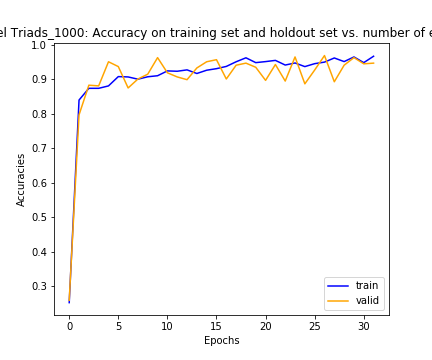 el Triads_1000: Accuracy on training set and holdout set vs. number of e
1.0
0.9
0.8
0.7
0.6
0.5
0.4
0.3
Accuracies
0 5 10 15 20 25 30
Epochs
train
valid